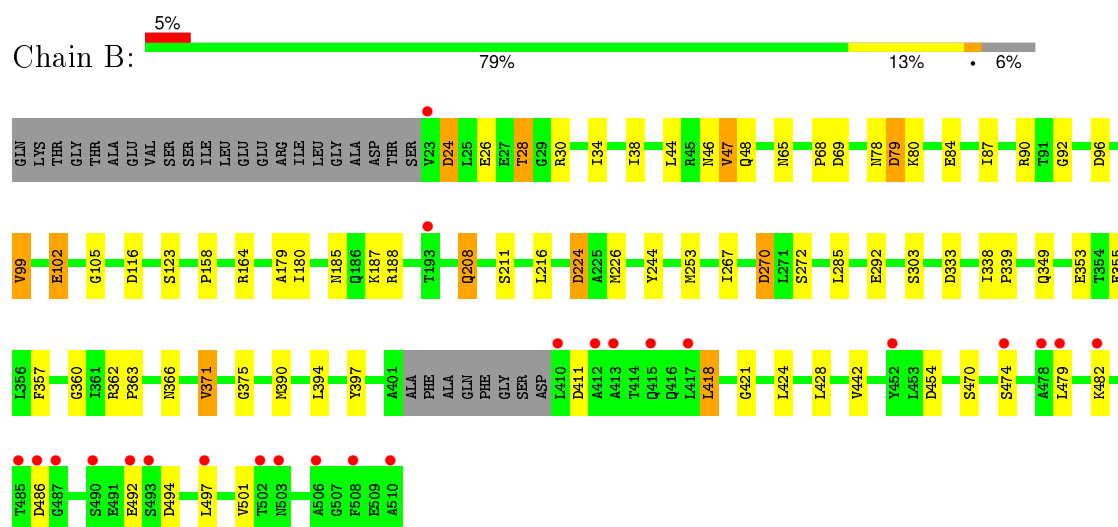 5%
Chain B:
79% 13% • 6%
GLN LYS THR GLY THR ALA GLU VAL SER SER ILE LEU GLU GLU ARG ILE LEU GLY ALA ASP THR SER V23 D24 L25 E26 E27 T28 G29 R30 I34 I38 L44 R45 N46 V47 Q48 N65 P68 D69 N78 D79 K80 E84 I87 R90 T91 G92 D96
V99 E102 G105 D116 S123 P158 R164 A179 I180 N185 Q186 K187 R188 T193 Q208 S211 L216 D224 A225 M226 Y244 M253 I267 D270 L271 S272 L285 E292 S303 D333 I338 P339 Q349 E353 T354 F355
L356 F357 G360 I361 R362 P363 N366 V371 G375 M390 L394 Y397 A401 ALA PHE ALA GLN PHE GLY SER ASP L410 D411 A412 A413 T414 Q415 Q416 L417 L418 G421 L424 L428 V442 Y452 L453 D454 S470 S474 A478 L479 K482
T485 D486 G487 S490 E491 E492 S493 D494 L497 V501 T502 N503 A506 G507 F508 E509 A510